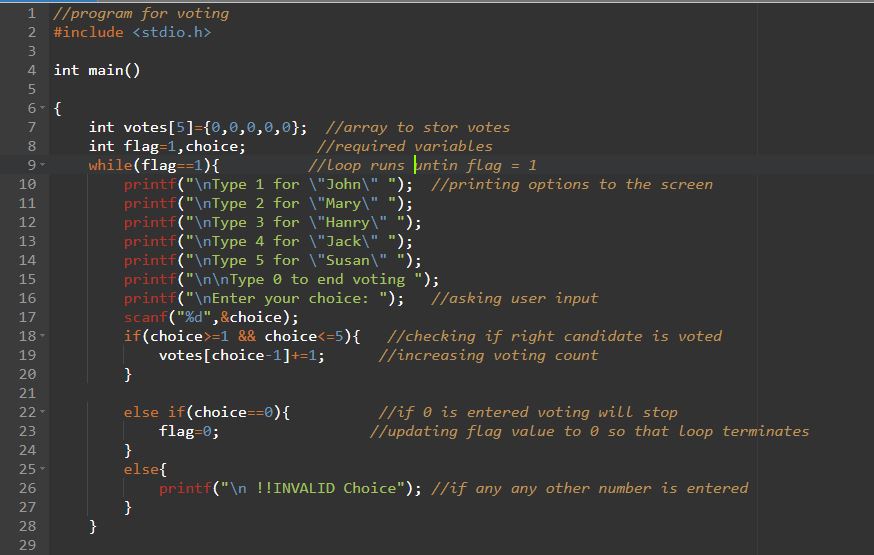 1 //program for voting
2 #include <stdio.h>
3
4 int main()
5
6 {
7 int votes[5]={0,0,0,0,0}; //array to stor votes
8 int flag=1,choice; //required variables
9 while(flag==1){ //loop runs untin flag = 1
10 printf("\nType 1 for \"John\" "); //printing options to the screen
11 printf("\nType 2 for \"Mary\" ");
12 printf("\nType 3 for \"Hanry\" ");
13 printf("\nType 4 for \"Jack\" ");
14 printf("\nType 5 for \"Susan\" ");
15 printf("\n\nType 0 to end voting ");
16 printf("\nEnter your choice: "); //asking user input
17 scanf("%d",&choice);
18 if(choice>=1 && choice<=5){ //checking if right candidate is voted
19 votes[choice-1]+=1; //increasing voting count
20 }
21
22 else if(choice==0){ //if 0 is entered voting will stop
23 flag=0; //updating flag value to 0 so that loop terminates
24 }
25 else{
26 printf("\n !!INVALID Choice"); //if any any other number is entered
27 }
28 }
29